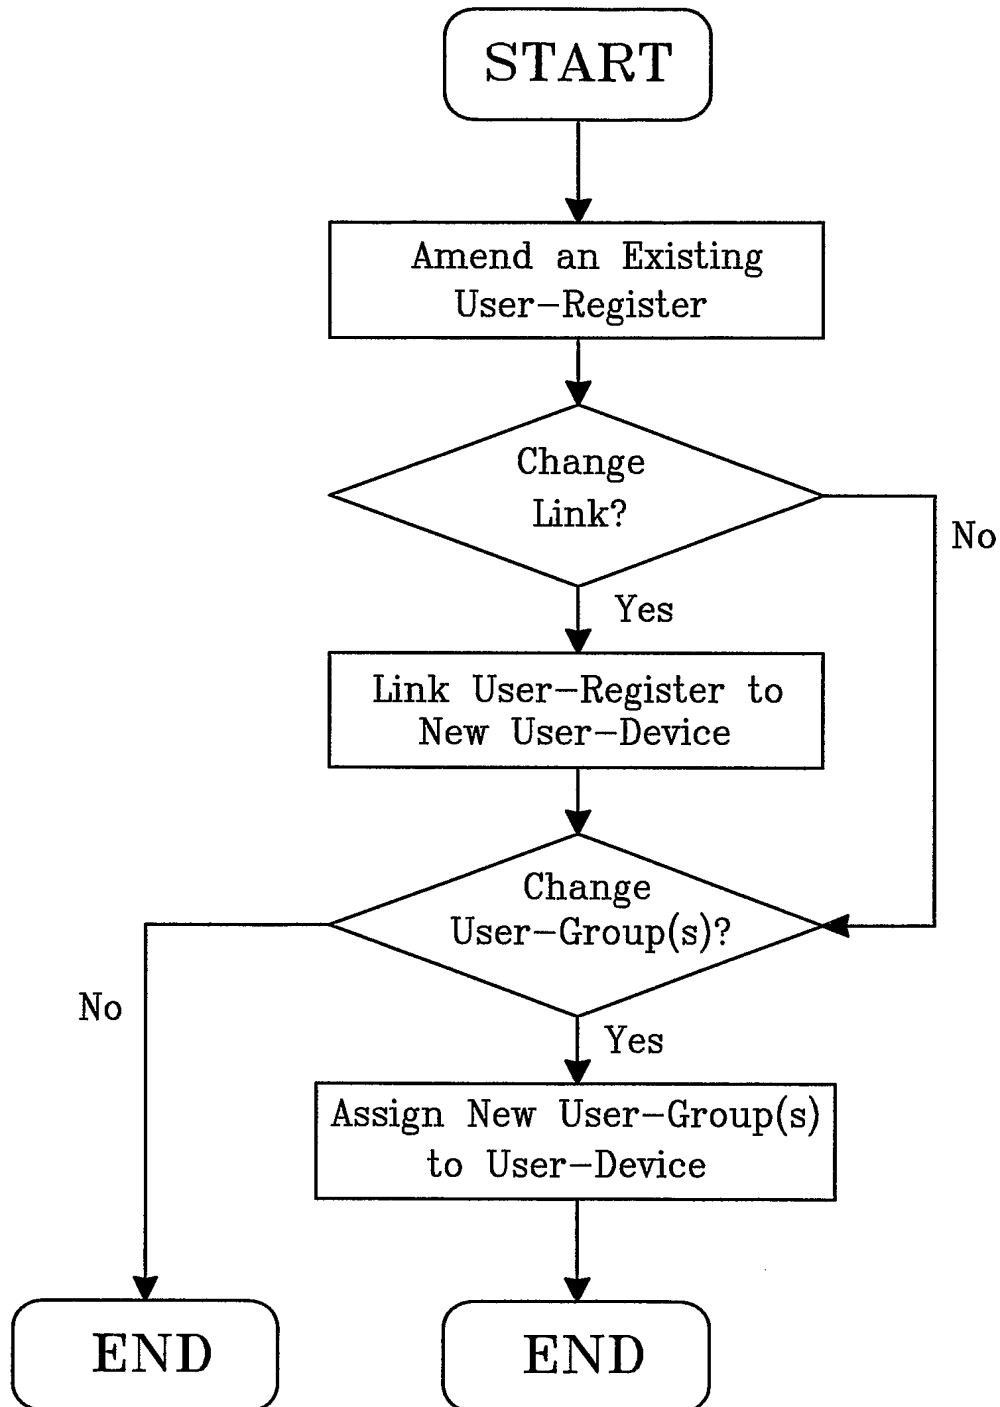 START
Amend an Existing
User-Register
Change
Link?
No
Yes
Link User-Register to
New User-Device
Change
User-Group(s)?
No
Yes
Assign New User-Group(s)
to User-Device
END
END